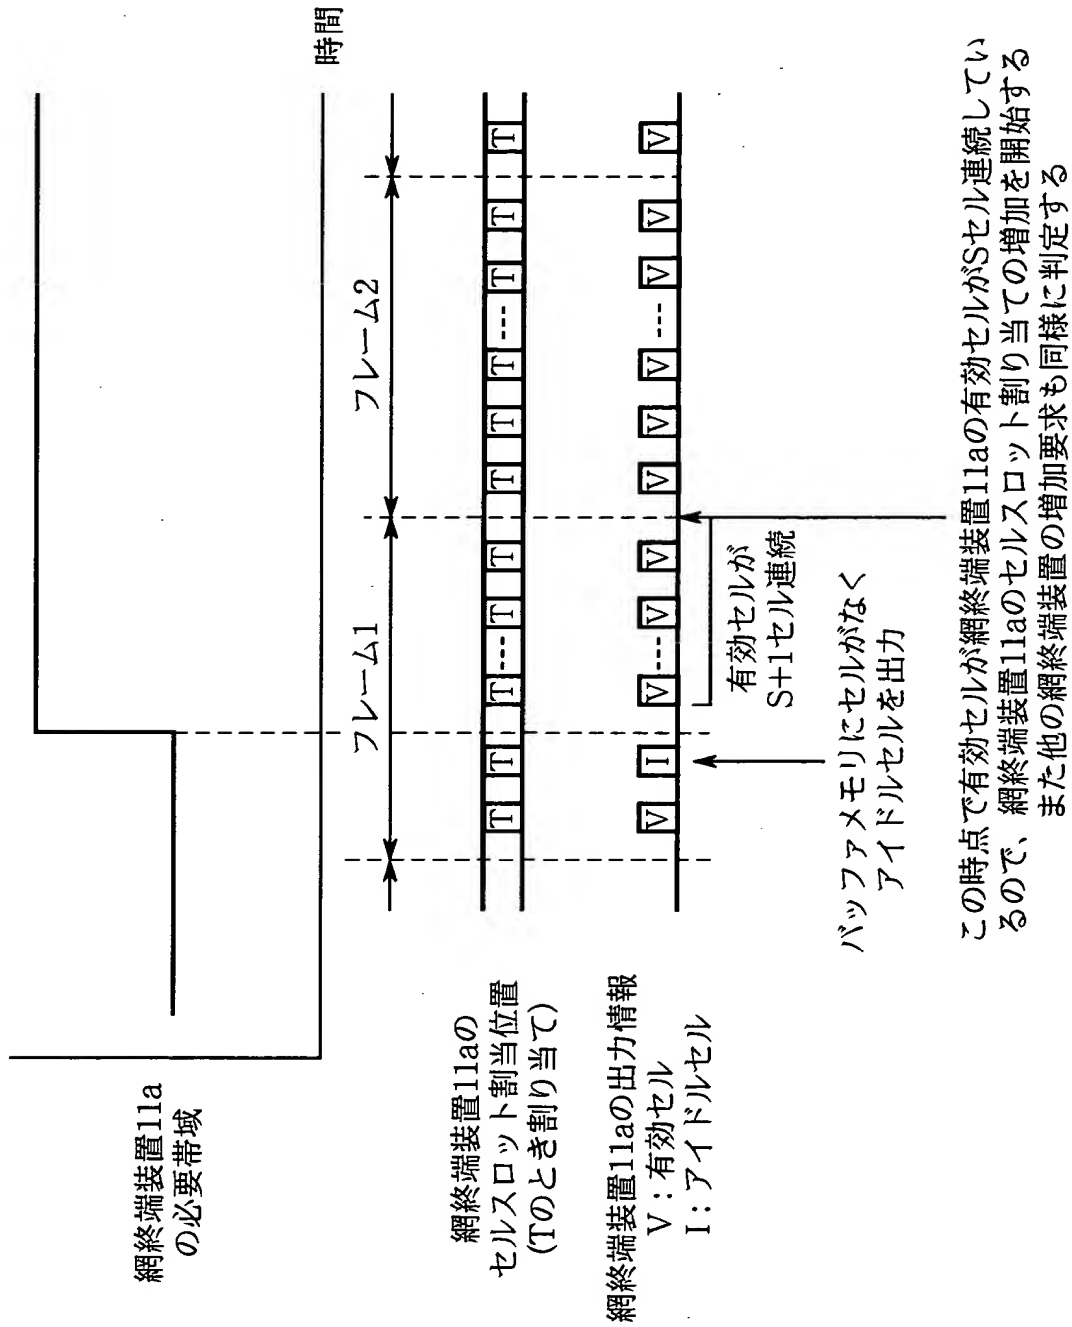 網終端装置11a
の必要帯域
時間
フレーム1
フレーム2
網終端装置11aの
セルスロット割当位置
(Tのとき割り当て)
T T T ---- T T T T T ---- T T T
網終端装置11aの出力情報
V：有効セル
I：アイドルセル
V I V ---- V V V V V ---- V V V
有効セルが
S+1セル連続
バッファメモリにセルがなく
アイドルセルを出力
この時点で有効セルが網終端装置11aの有効セルがSセル連続してい
るので、網終端装置11aのセルスロット割り当ての増加を開始する
また他の網終端装置の増加要求も同様に判定する